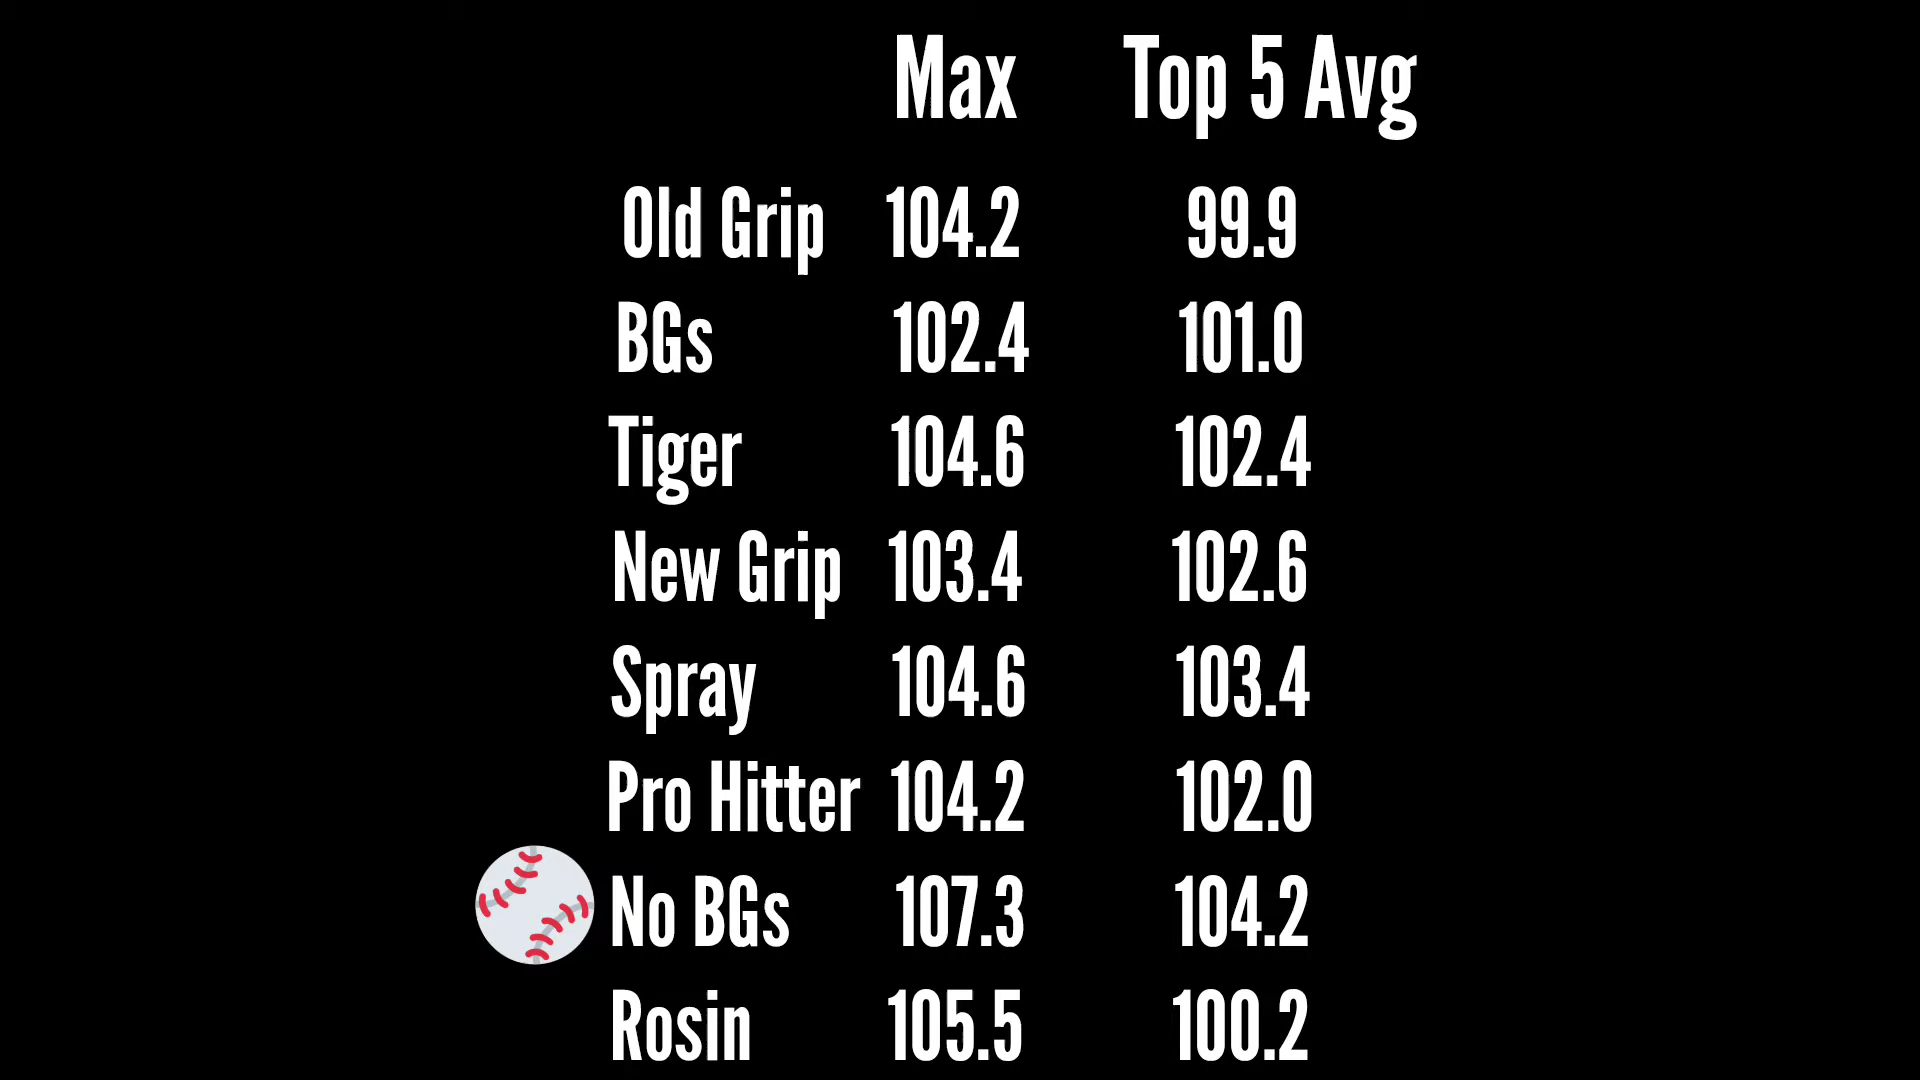 Max Top 5 Avg
Old Grip 104.2 99.9
BGs 102.4 101.0
Tiger 104.6 102.4
New Grip 103.4 102.6
Spray 104.6 103.4
Pro Hitter 104.2 102.0
No BGs 107.3 104.2
Rosin 105.5 100.2